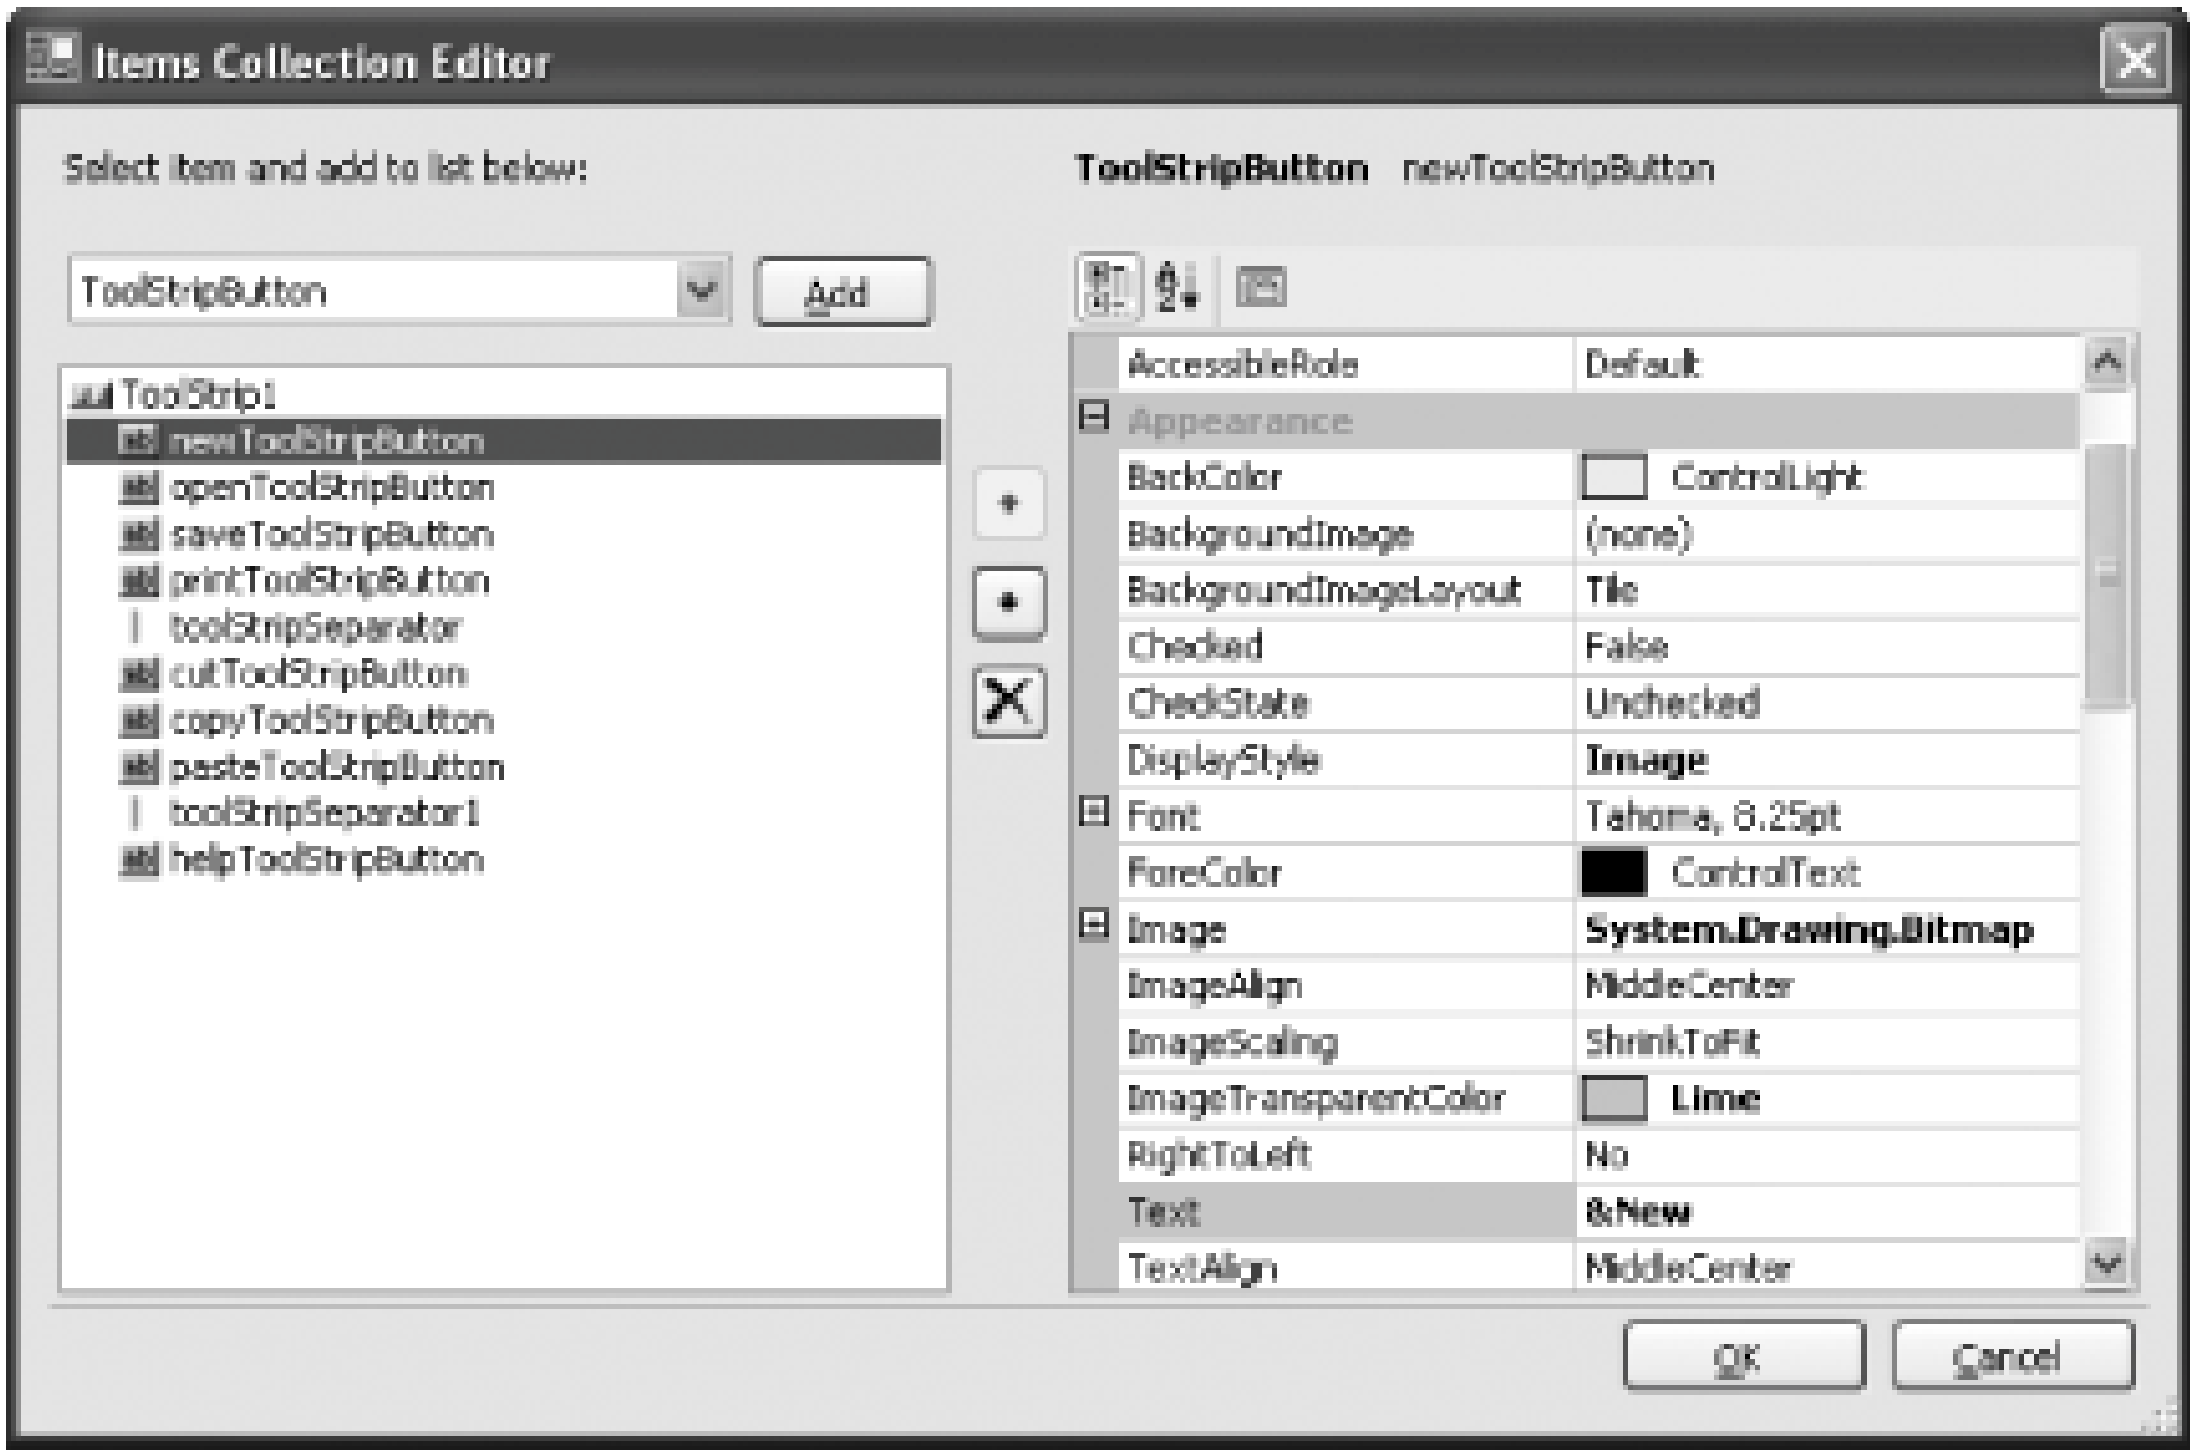 Items Collection Editor
Select item and add to list below:
ToolStripButton
Add
ToolStrip1
newToolStripButton
openToolStripButton
saveToolStripButton
printToolStripButton
toolStripSeparator
cutToolStripButton
copyToolStripButton
pasteToolStripButton
toolStripSeparator1
helpToolStripButton
ToolStripButton newToolStripButton
AccessibleRole Default
Appearance
BackColor ControlLight
BackgroundImage (none)
BackgroundImageLayout Tile
Checked False
CheckState Unchecked
DisplayStyle Image
Font Tahoma, 8.25pt
ForeColor ControlText
Image System.Drawing.Bitmap
ImageAlign MiddleCenter
ImageScaling ShrinkToFit
ImageTransparentColor Lime
RightToLeft No
Text &New
TextAlign MiddleCenter
OK Cancel